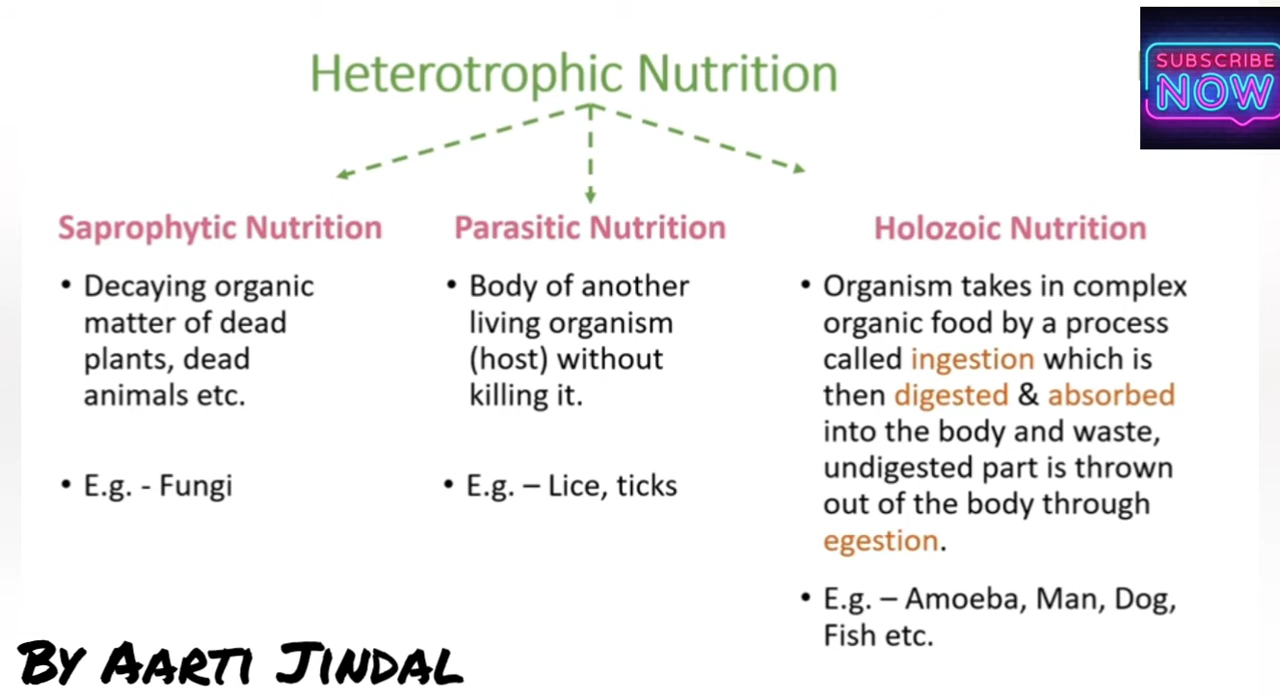 Heterotrophic Nutrition
SUBSCRIBE
NOW
Saprophytic Nutrition
• Decaying organic
matter of dead
plants, dead
animals etc.
• E.g. - Fungi
Parasitic Nutrition
• Body of another
living organism
(host) without
killing it.
• E.g. – Lice, ticks
Holozoic Nutrition
• Organism takes in complex
organic food by a process
called ingestion which is
then digested & absorbed
into the body and waste,
undigested part is thrown
out of the body through
egestion.
• E.g. – Amoeba, Man, Dog,
Fish etc.
By Aarti Jindal